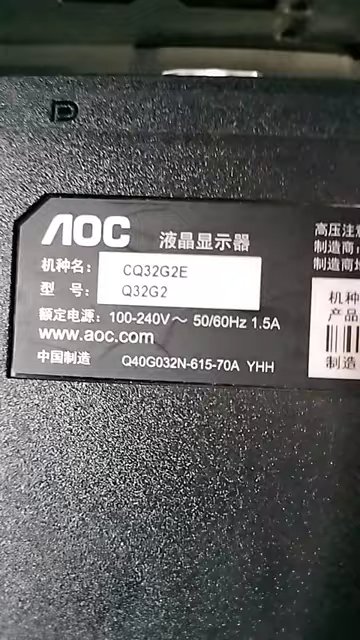 AOC 液晶显示器
机种名： CQ32G2E
型 号： Q32G2
额定电源：100-240V～ 50/60Hz 1.5A
www.aoc.com
中国制造 Q40G032N-615-70A YHH
高压注意
制造商
制造商地
机种
产品
制造